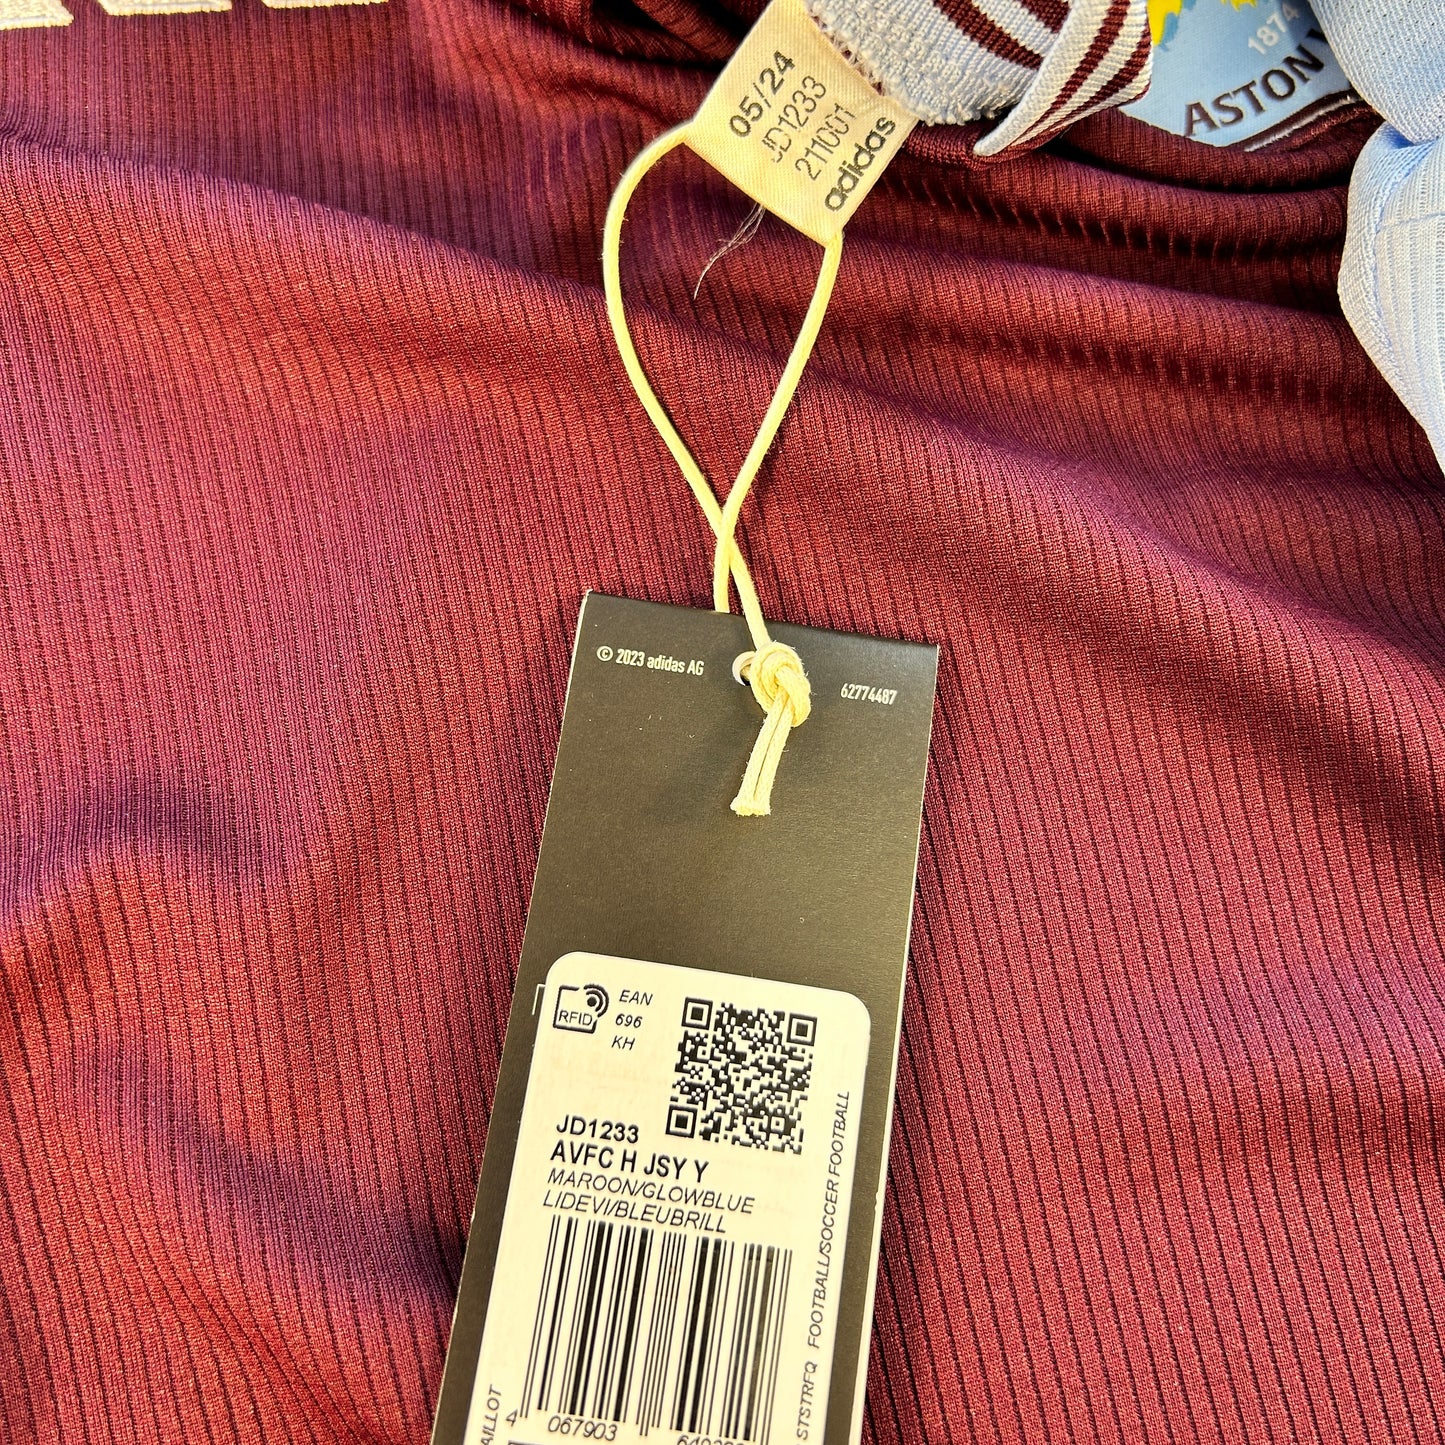 05/24
JD1233
211001
adidas
1874
ASTON
© 2023 adidas AG
62774487
RFID
EAN
696
KH
JD1233
AVFC H JSY Y
MAROON/GLOWBLUE
LIDEVI/BLEUBRILL
STSTRFQ FOOTBALL/SOCCER FOOTBALL
AILLOT
4 067903